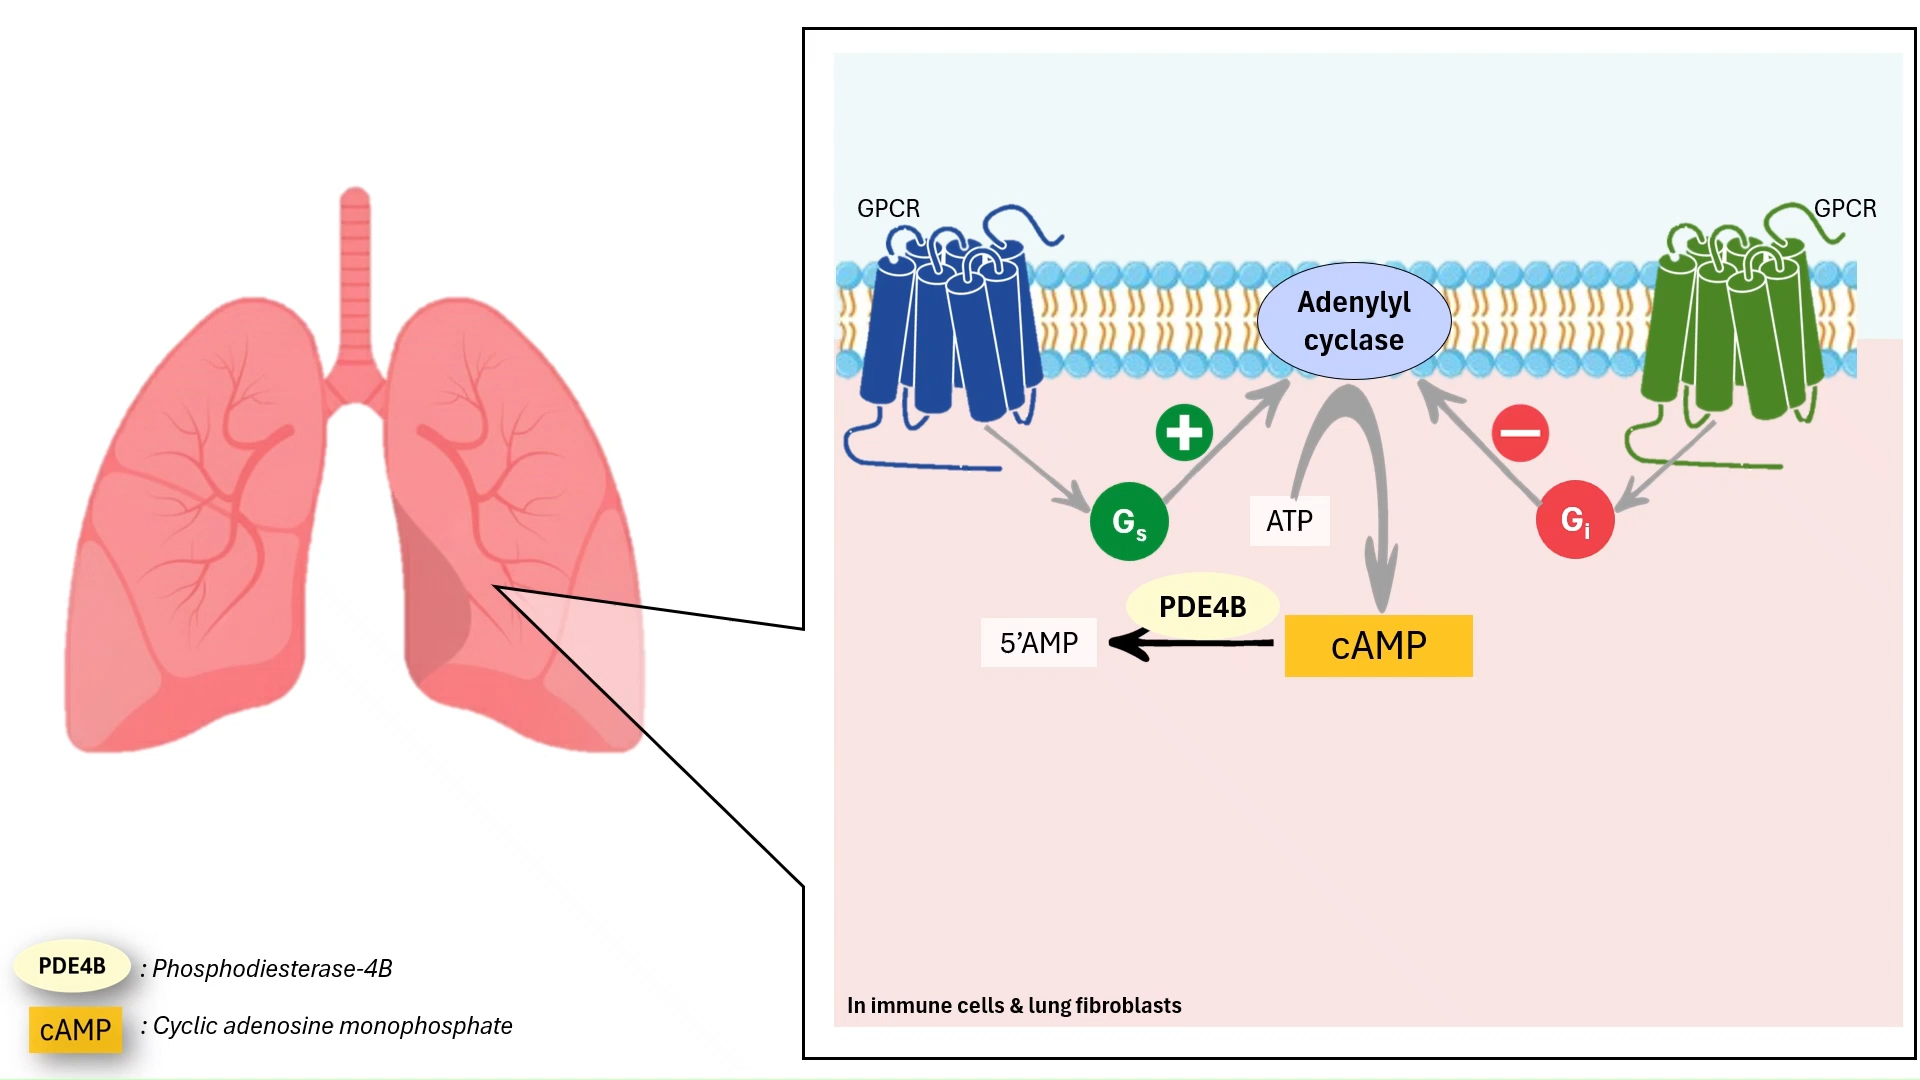 GPCR
GPCR
Adenylyl
cyclase
Gs
ATP
Gi
PDE4B
5’AMP
cAMP
In immune cells & lung fibroblasts
PDE4B : Phosphodiesterase-4B
cAMP : Cyclic adenosine monophosphate